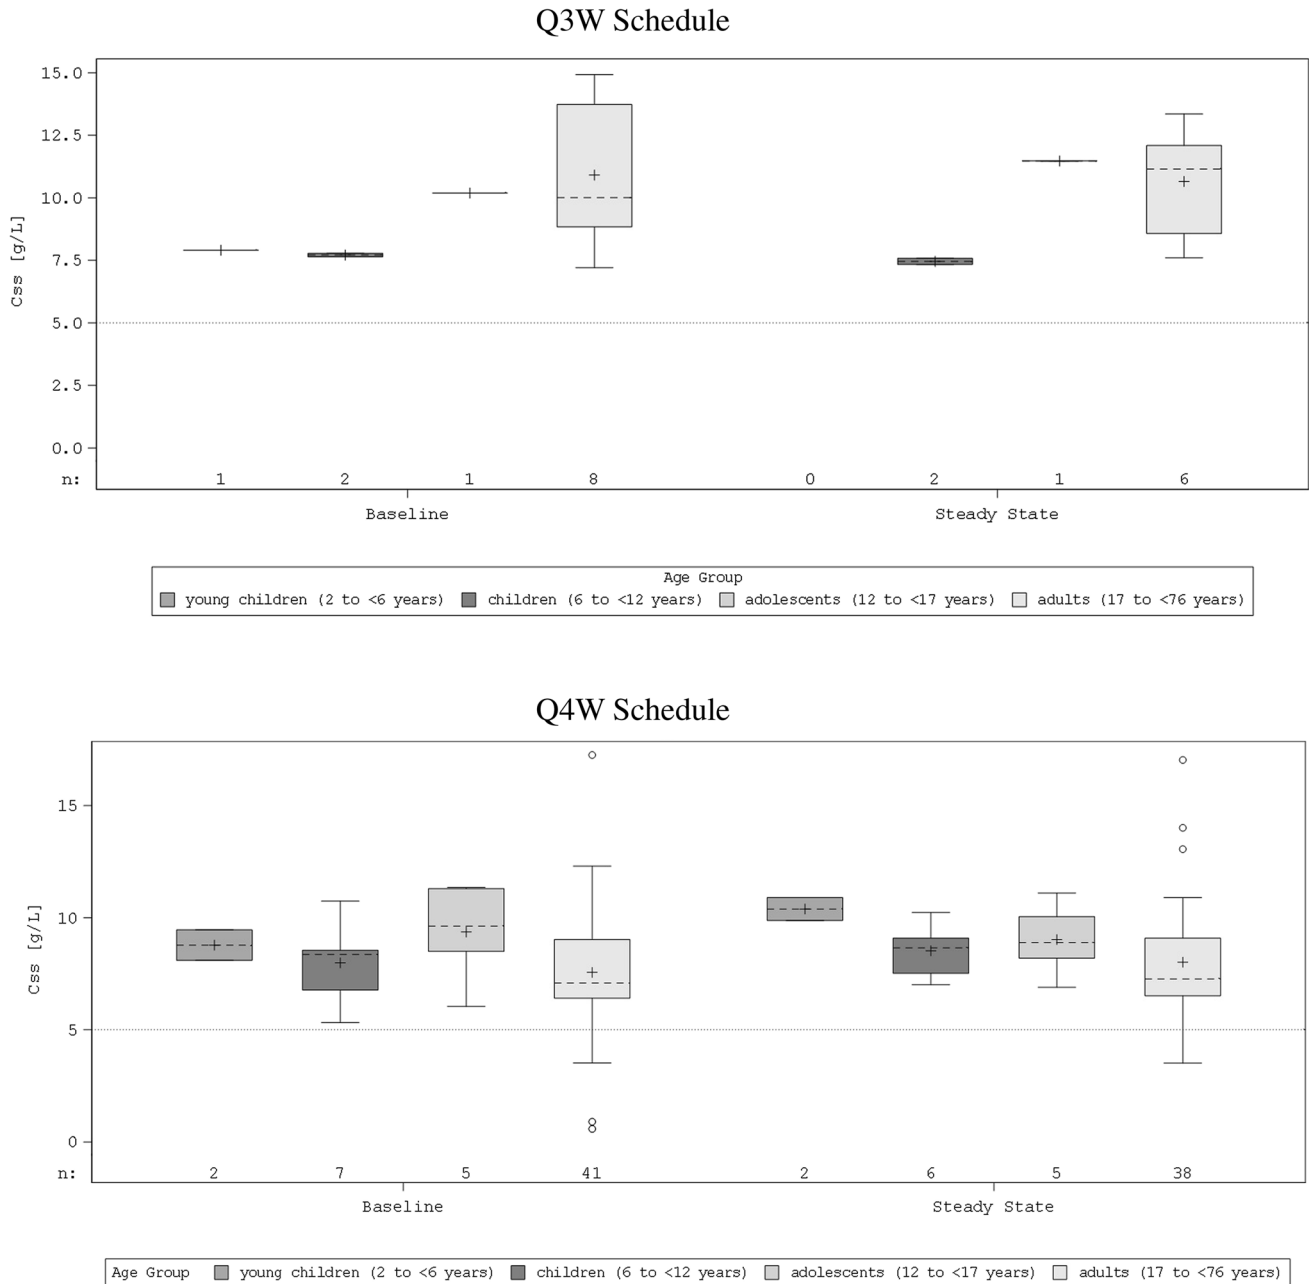 Q3W Schedule
Css [g/L]
15.0
12.5
10.0
7.5
5.0
2.5
0.0
n: 1 2 1 8 0 2 1 6
Baseline Steady State
Age Group
young children (2 to <6 years) children (6 to <12 years) adolescents (12 to <17 years) adults (17 to <76 years)
Q4W Schedule
Css [g/L]
15
10
5
0
n: 2 7 5 41 2 6 5 38
Baseline Steady State
Age Group young children (2 to <6 years) children (6 to <12 years) adolescents (12 to <17 years) adults (17 to <76 years)